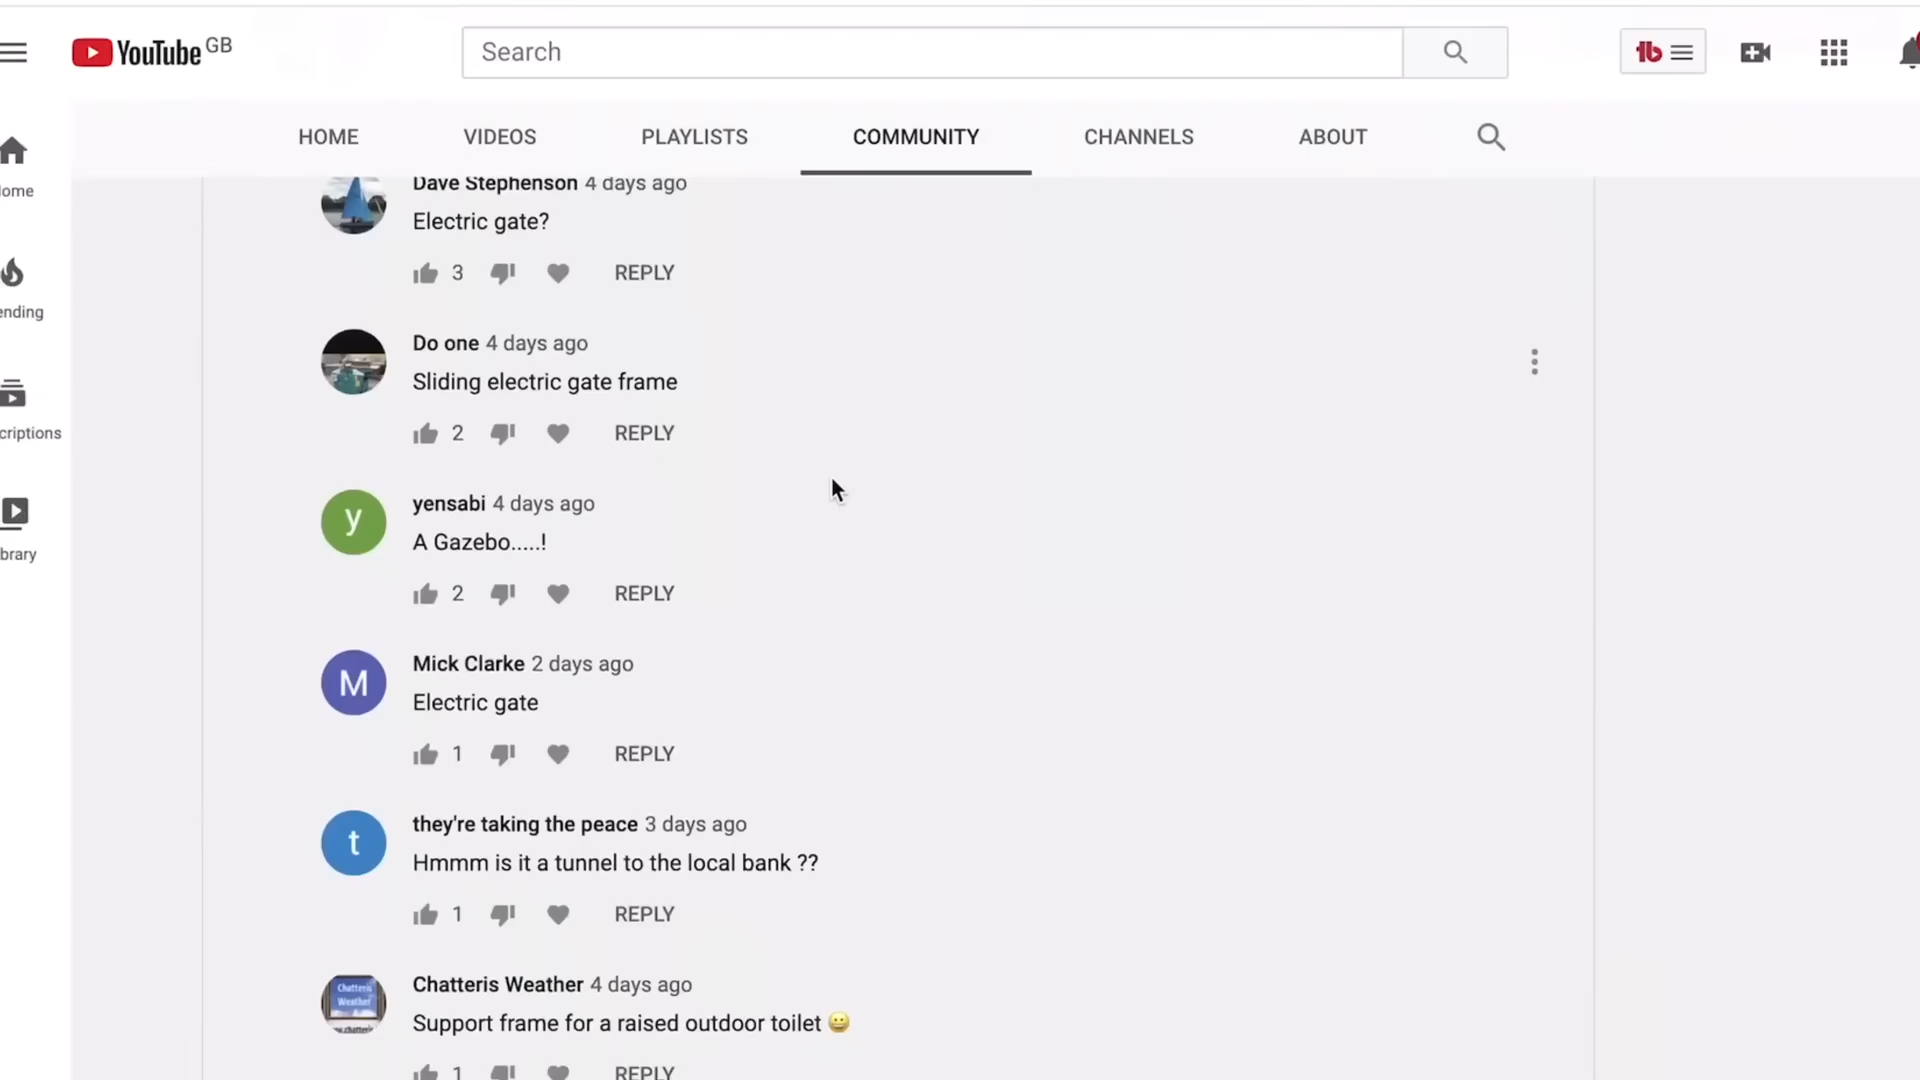 YouTube GB
Search
HOME VIDEOS PLAYLISTS COMMUNITY CHANNELS ABOUT
ome
ending
criptions
brary
Dave Stephenson 4 days ago
Electric gate?
3 REPLY
Do one 4 days ago
Sliding electric gate frame
2 REPLY
y
yensabi 4 days ago
A Gazebo.....!
2 REPLY
M
Mick Clarke 2 days ago
Electric gate
1 REPLY
t
they're taking the peace 3 days ago
Hmmm is it a tunnel to the local bank ??
1 REPLY
Chatteris
Weather
Chatteris Weather 4 days ago
Support frame for a raised outdoor toilet 😀
1 REPLY